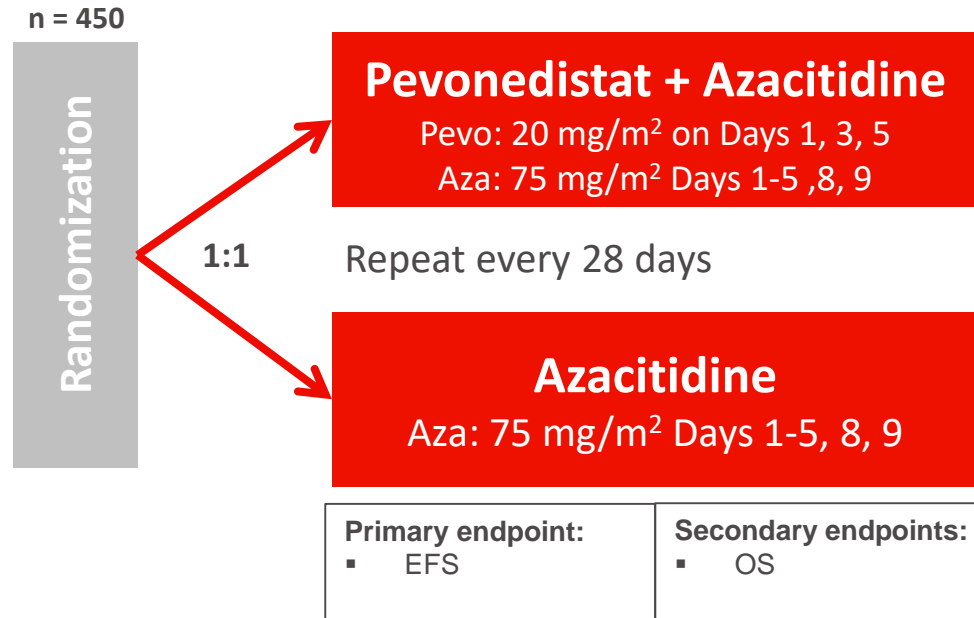 n = 450
Randomization
Pevonedistat + Azacitidine
Pevo: 20 mg/m² on Days 1, 3, 5
Aza: 75 mg/m² Days 1-5 ,8, 9
1:1
Repeat every 28 days
Azacitidine
Aza: 75 mg/m² Days 1-5, 8, 9
Primary endpoint:
▪ EFS
Secondary endpoints:
▪ OS